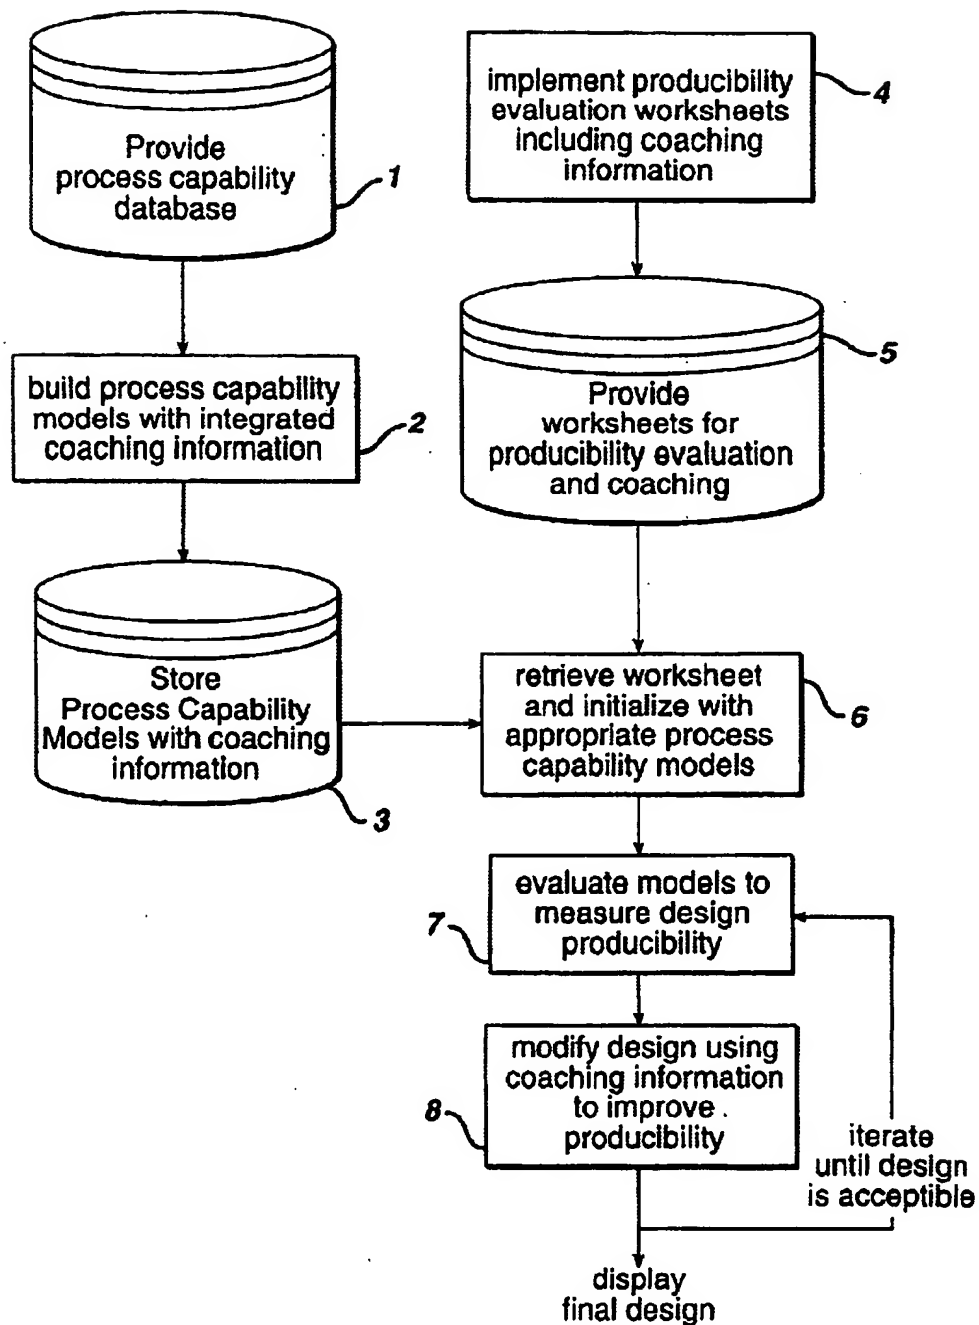 Provide
process capability
database
1
build process capability
models with integrated
coaching information
2
Store
Process Capability
Models with coaching
information
3
implement producibility
evaluation worksheets
including coaching
information
4
Provide
worksheets for
producibility evaluation
and coaching
5
retrieve worksheet
and initialize with
appropriate process
capability models
6
evaluate models to
measure design
producibility
7
modify design using
coaching information
to improve
producibility
8
iterate
until design
is acceptible
display
final design